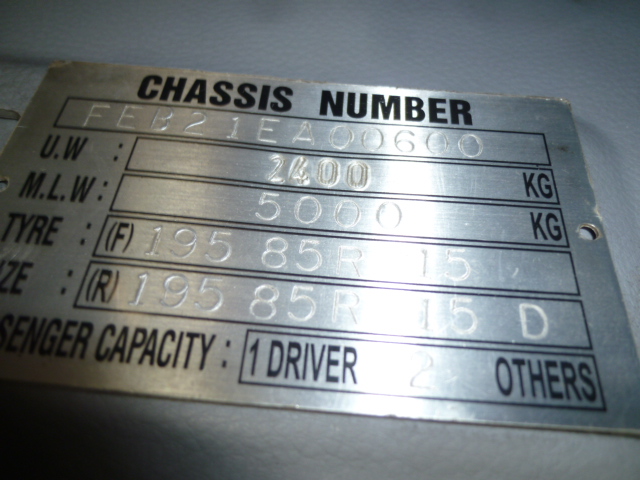 CHASSIS NUMBER
FEB21EA00600
U.W : 2400 KG
M.L.W : 5060 KG
TYRE : (F) 195 85R 15
ZE : (R) 195 85R 15 D
SENGER CAPACITY : 1 DRIVER 2 OTHERS